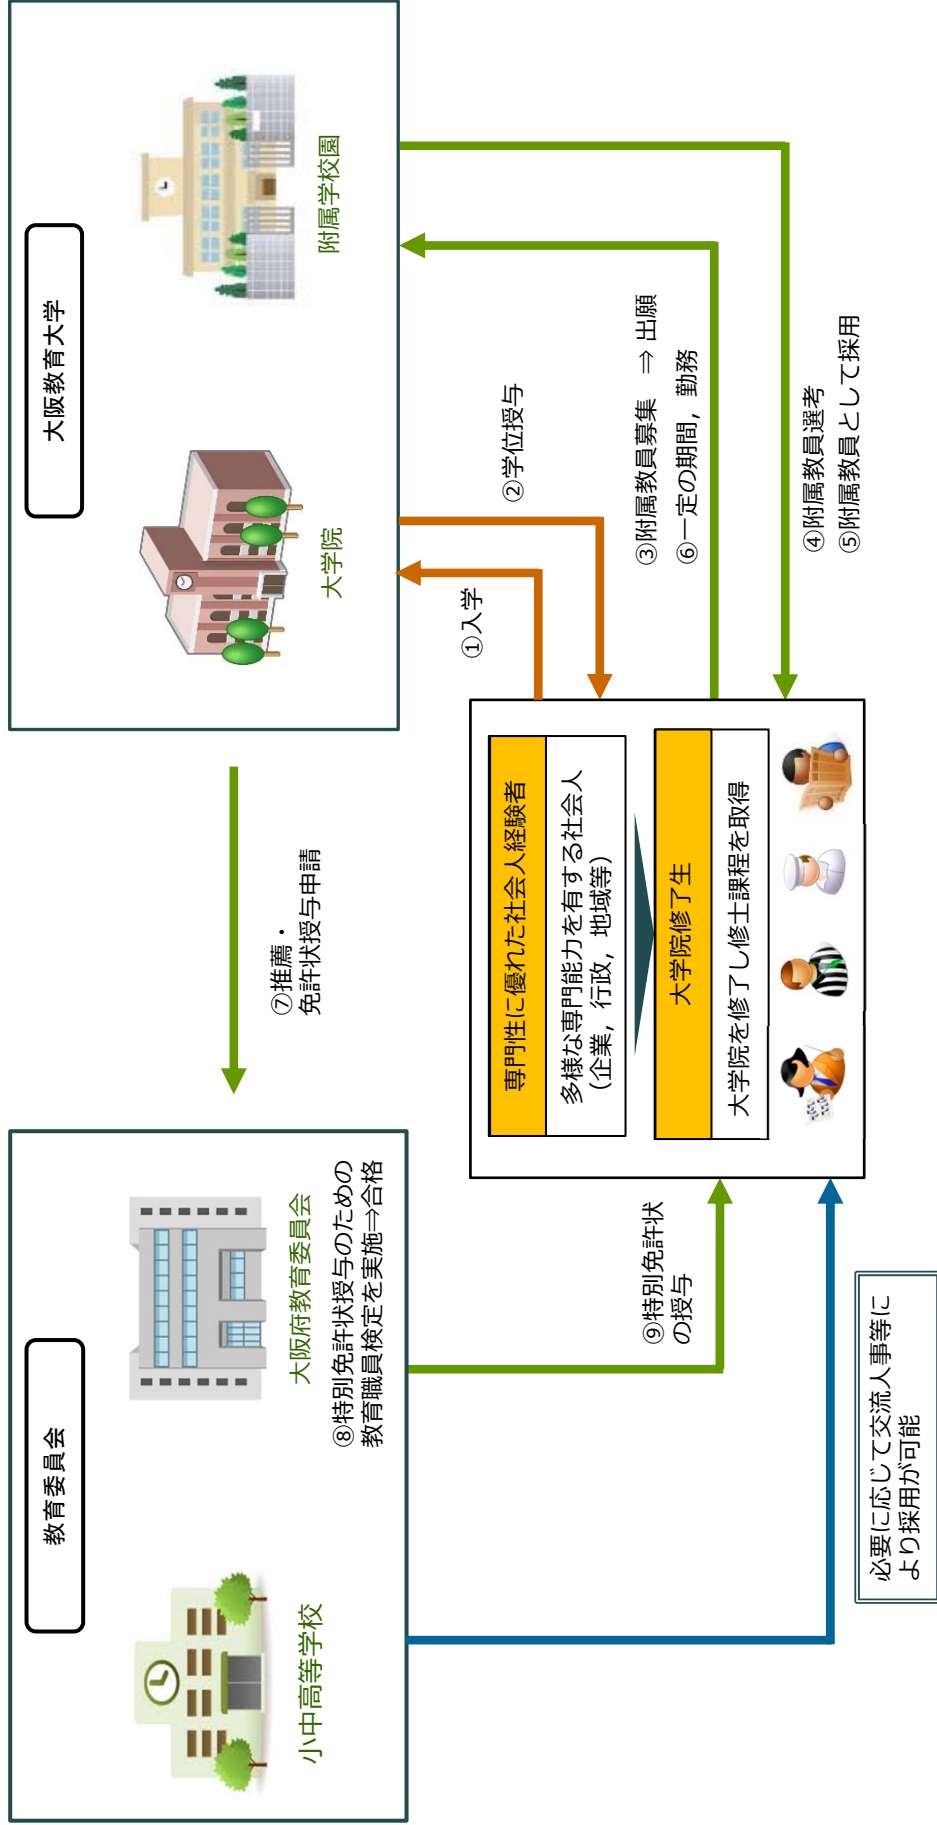 教育委員会
大阪教育大学
小中高等学校
大阪府教育委員会
⑧特別免許状授与のための
教育職員検定を実施⇒合格
⑦推薦・
免許状授与申請
大学院
附属学校園
①入学
②学位授与
③附属教員募集 ⇒ 出願
⑥一定の期間，勤務
④附属教員選考
⑤附属教員として採用
⑨特別免許状
の授与
専門性に優れた社会人経験者
多様な専門能力を有する社会人
（企業，行政，地域等）
大学院修了生
大学院を修了し修士課程を取得
必要に応じて交流人事等に
より採用が可能